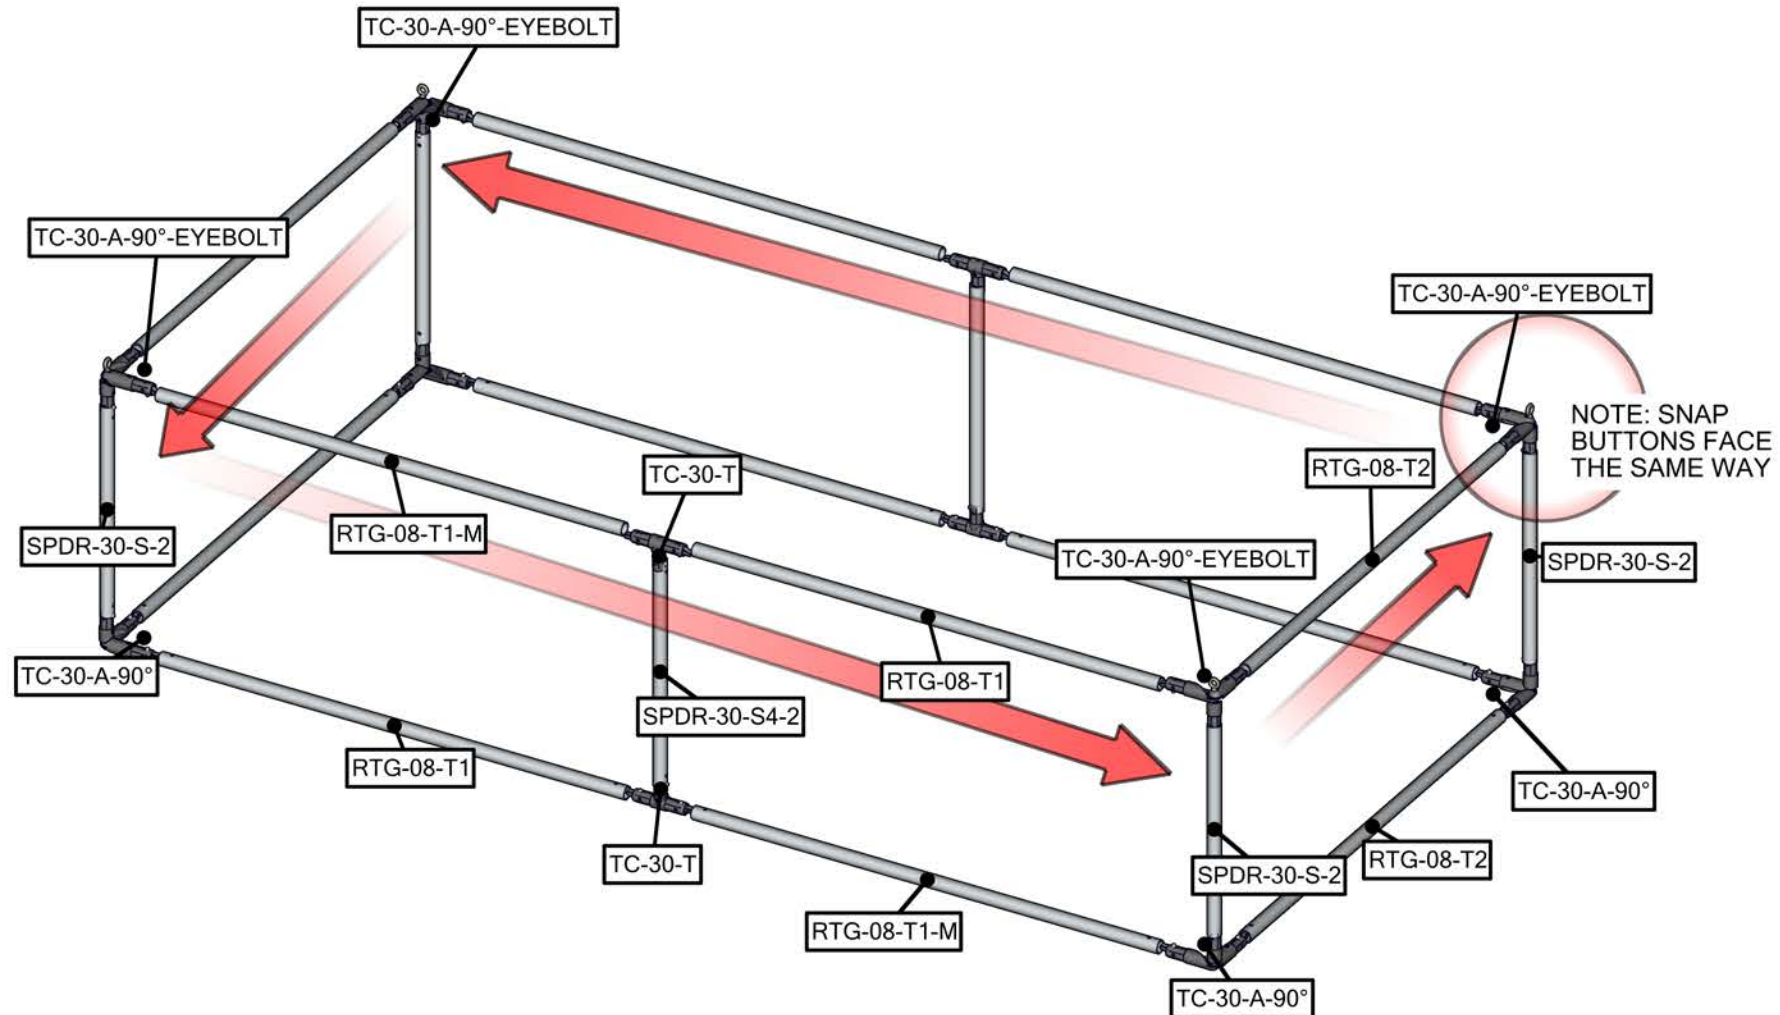 TC-30-A-90°-EYEBOLT
TC-30-A-90°-EYEBOLT
TC-30-A-90°-EYEBOLT
NOTE: SNAP
BUTTONS FACE
THE SAME WAY
RTG-08-T2
TC-30-T
RTG-08-T1-M
SPDR-30-S-2
TC-30-A-90°-EYEBOLT
SPDR-30-S-2
TC-30-A-90°
RTG-08-T1
SPDR-30-S4-2
RTG-08-T1
TC-30-A-90°
TC-30-T
RTG-08-T2
SPDR-30-S-2
RTG-08-T1-M
TC-30-A-90°